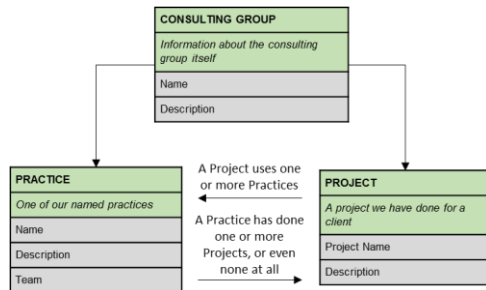 CONSULTING GROUP
Information about the consulting
group itself
Name
Description
PRACTICE
One of our named practices
Name
Description
Team
A Project uses one
or more Practices
A Practice has done
one or more
Projects, or even
none at all
PROJECT
A project we have done for a
client
Project Name
Description